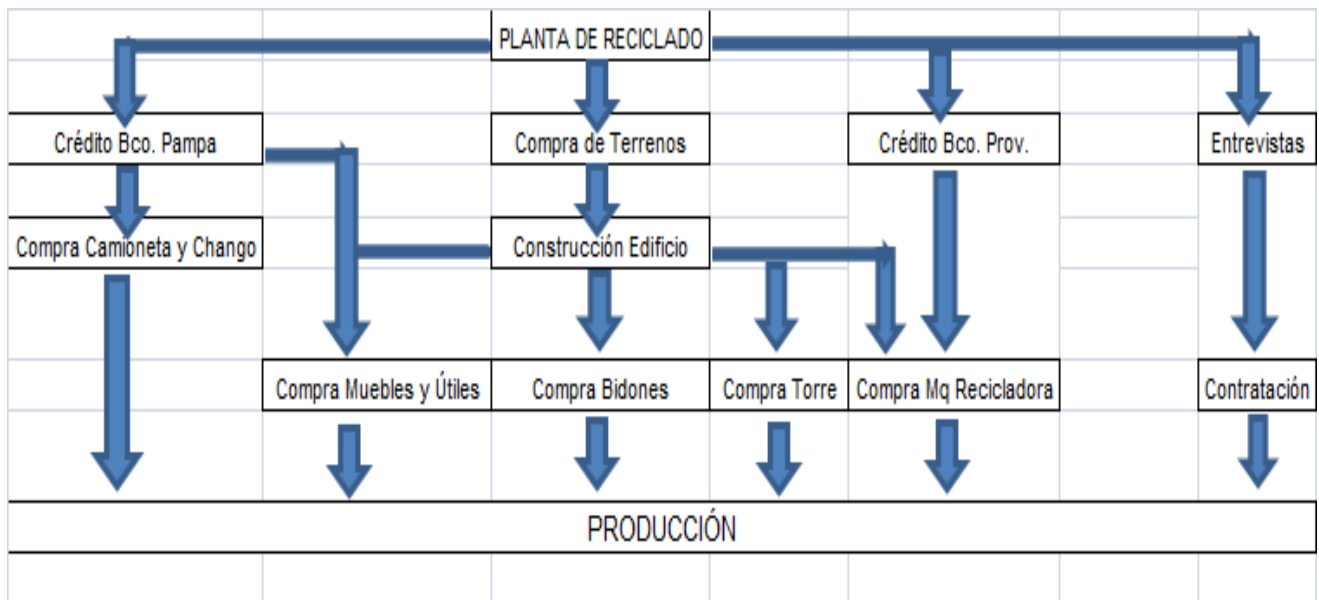 PLANTA DE RECICLADO
Crédito Bco. Pampa
Compra de Terrenos
Crédito Bco. Prov.
Entrevistas
Compra Camioneta y Chango
Construcción Edificio
Compra Muebles y Útiles
Compra Bidones
Compra Torre
Compra Mq Recicladora
Contratación
PRODUCCIÓN